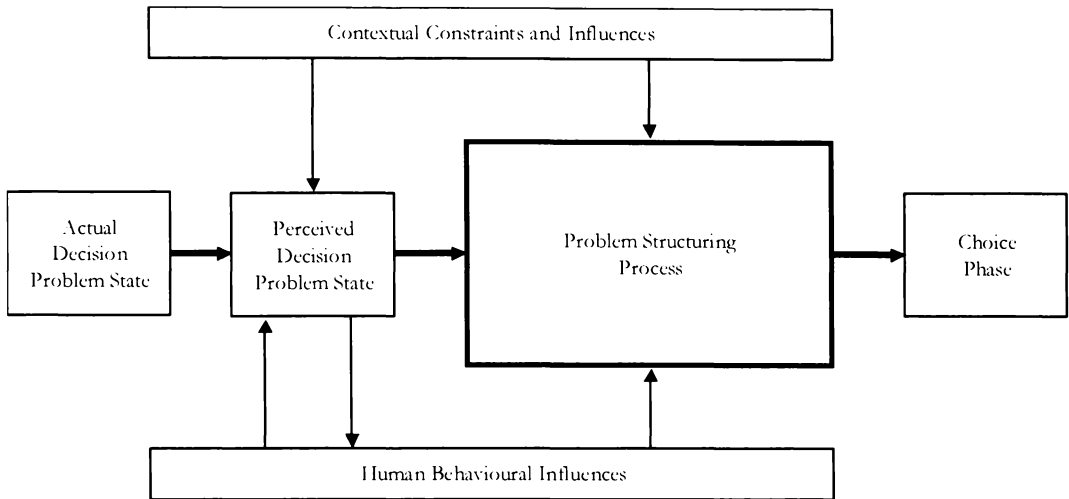 Contextual Constraints and Influences
Actual
Decision
Problem State
Perceived
Decision
Problem State
Problem Structuring
Process
Choice
Phase
Human Behavioural Influences